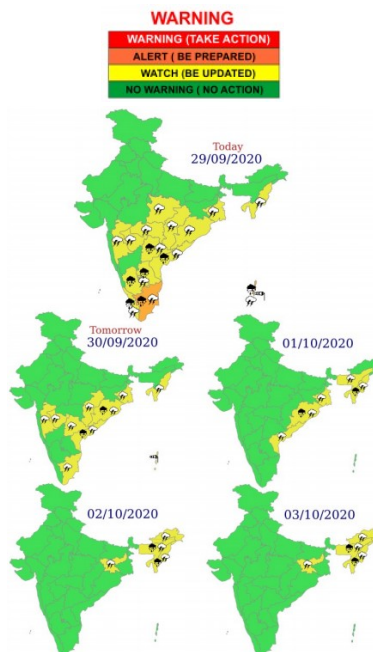 WARNING
WARNING (TAKE ACTION)
ALERT ( BE PREPARED)
WATCH (BE UPDATED)
NO WARNING ( NO ACTION)
Today
29/09/2020
Tomorrow
30/09/2020
01/10/2020
02/10/2020
03/10/2020